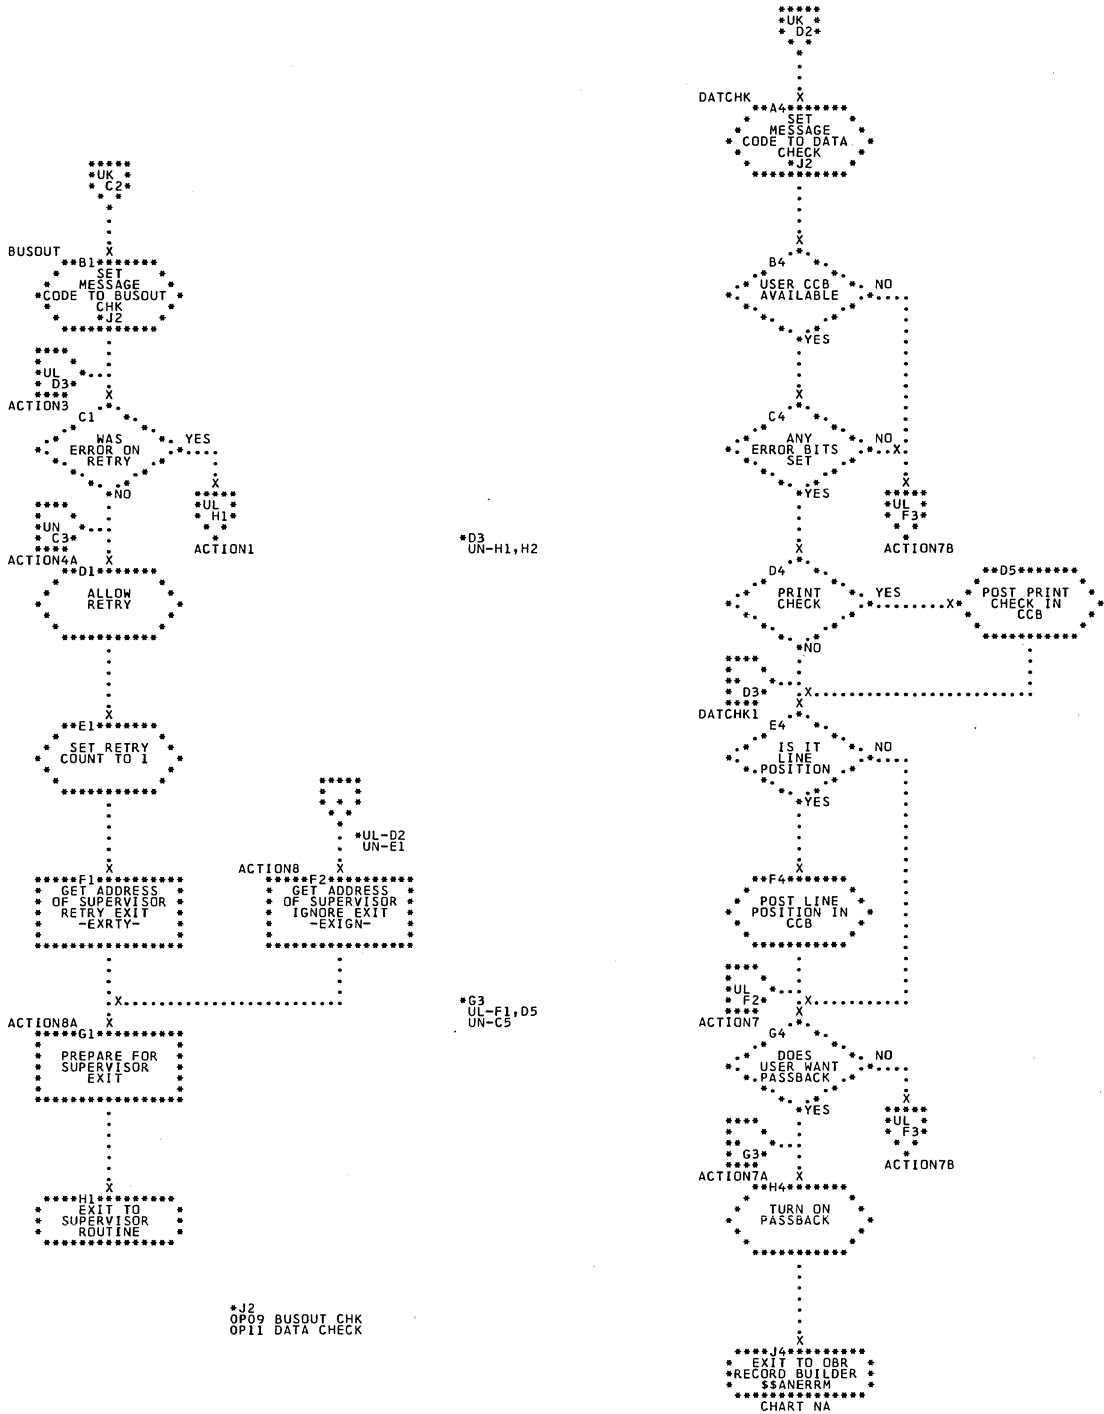 UK
C2
BUSOUT
B1
SET
MESSAGE
CODE TO BUSOUT
CHK
*J2
UL
D3
ACTION3
C1
WAS
ERROR ON
RETRY
YES
NO
UL
H1
ACTION1
UN
C3
ACTION4A
D1
ALLOW
RETRY
E1
SET RETRY
COUNT TO 1
F1
GET ADDRESS
OF SUPERVISOR
RETRY EXIT
-EXRTY-
*UL-D2
UN-E1
ACTION8
F2
GET ADDRESS
OF SUPERVISOR
IGNORE EXIT
-EXIGN-
ACTION8A
G1
PREPARE FOR
SUPERVISOR
EXIT
H1
EXIT TO
SUPERVISOR
ROUTINE
*J2
OP09 BUSOUT CHK
OP11 DATA CHECK
*D3
UN-H1,H2
*G3
UL-F1,D5
UN-C5
UK
D2
DATCHK
A4
SET
MESSAGE
CODE TO DATA
CHECK
*J2
B4
USER CCB
AVAILABLE
NO
YES
C4
ANY
ERROR BITS
SET
NO
YES
UL
F3
ACTION7B
D4
PRINT
CHECK
YES
NO
D5
POST PRINT
CHECK IN
CCB
D3
DATCHK1
E4
IS IT
LINE
POSITION
NO
YES
F4
POST LINE
POSITION IN
CCB
UL
F2
ACTION7
G4
DOES
USER WANT
PASSBACK
NO
YES
UL
F3
ACTION7B
G3
ACTION7A
H4
TURN ON
PASSBACK
J4
EXIT TO OBR
RECORD BUILDER
$$ANERRM
CHART NA